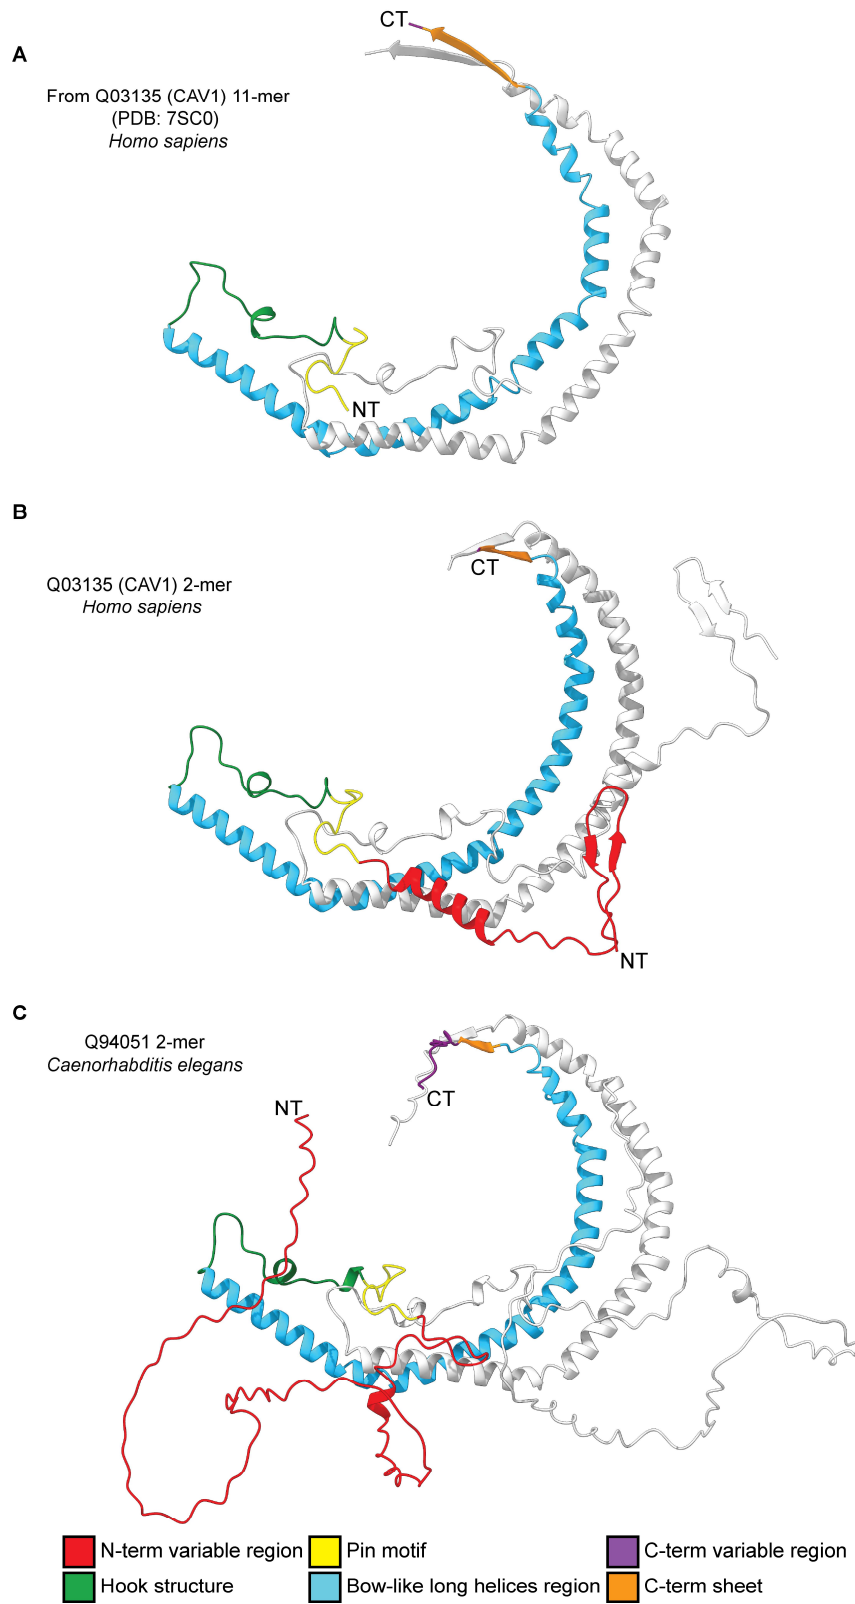 CT
A
From Q03135 (CAV1) 11-mer
(PDB: 7SC0)
Homo sapiens
NT
B
CT
Q03135 (CAV1) 2-mer
Homo sapiens
NT
C
Q94051 2-mer
Caenorhabditis elegans
CT
NT
N-term variable region
Pin motif
C-term variable region
Hook structure
Bow-like long helices region
C-term sheet